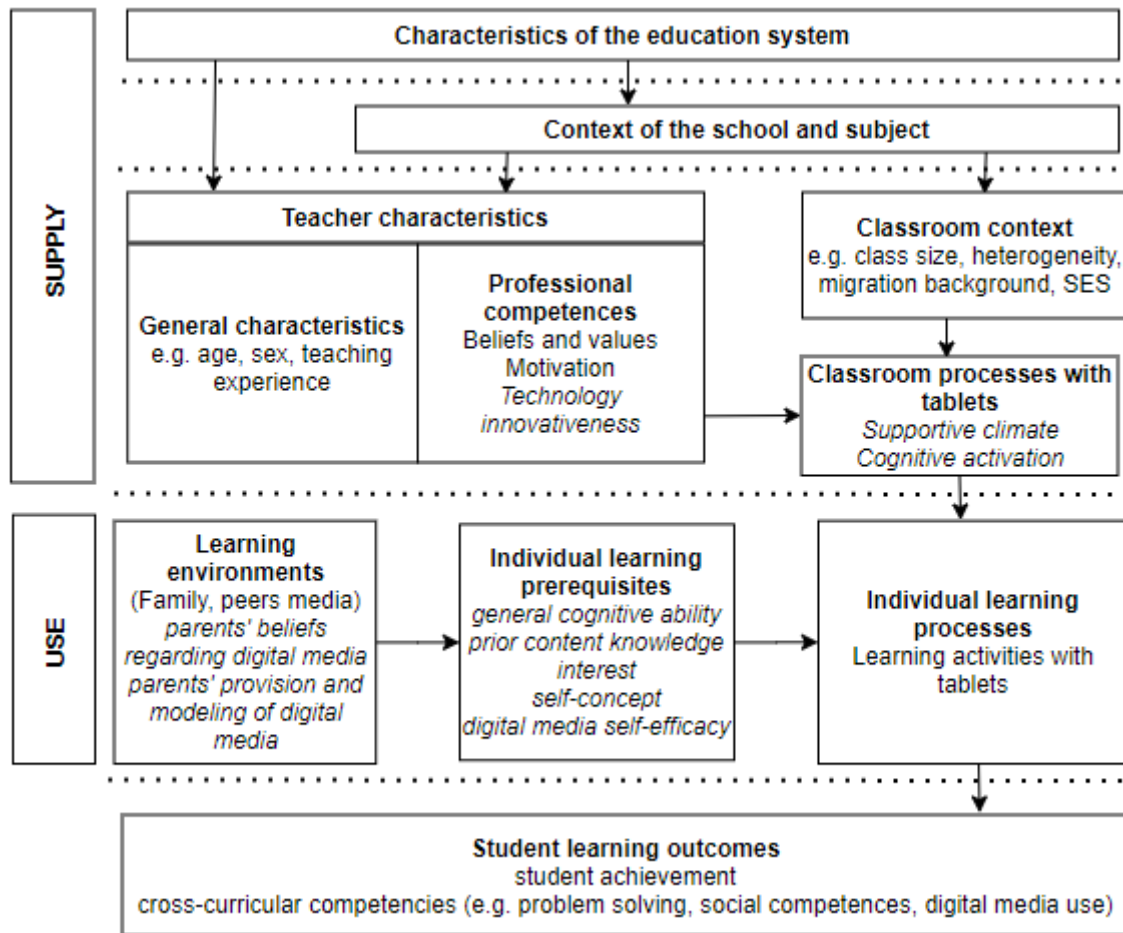 Characteristics of the education system
Context of the school and subject
SUPPLY
Teacher characteristics
General characteristics
e.g. age, sex, teaching
experience
Professional
competences
Beliefs and values
Motivation
Technology
innovativeness
Classroom context
e.g. class size, heterogeneity,
migration background, SES
Classroom processes with
tablets
Supportive climate
Cognitive activation
USE
Learning
environments
(Family, peers media)
parents' beliefs
regarding digital media
parents' provision and
modeling of digital
media
Individual learning
prerequisites
general cognitive ability
prior content knowledge
interest
self-concept
digital media self-efficacy
Individual learning
processes
Learning activities with
tablets
Student learning outcomes
student achievement
cross-curricular competencies (e.g. problem solving, social competences, digital media use)